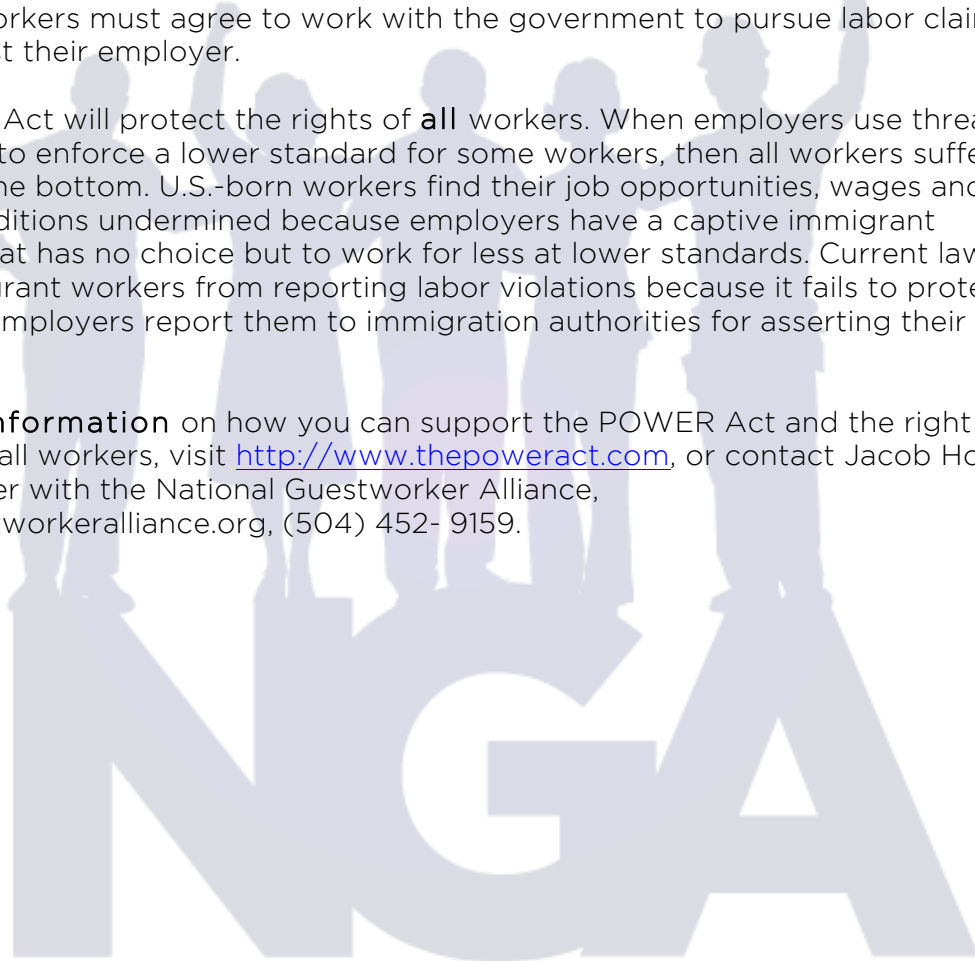 orkers must agree to work with the government to pursue labor clai
t their employer.
Act will protect the rights of all workers. When employers use threa
to enforce a lower standard for some workers, then all workers suffe
ne bottom. U.S.-born workers find their job opportunities, wages and
ditions undermined because employers have a captive immigrant
at has no choice but to work for less at lower standards. Current law
grant workers from reporting labor violations because it fails to prote
employers report them to immigration authorities for asserting their
nformation on how you can support the POWER Act and the right
all workers, visit http://www.thepoweract.com, or contact Jacob Ho
er with the National Guestworker Alliance,
tworkeralliance.org, (504) 452- 9159.
NGA